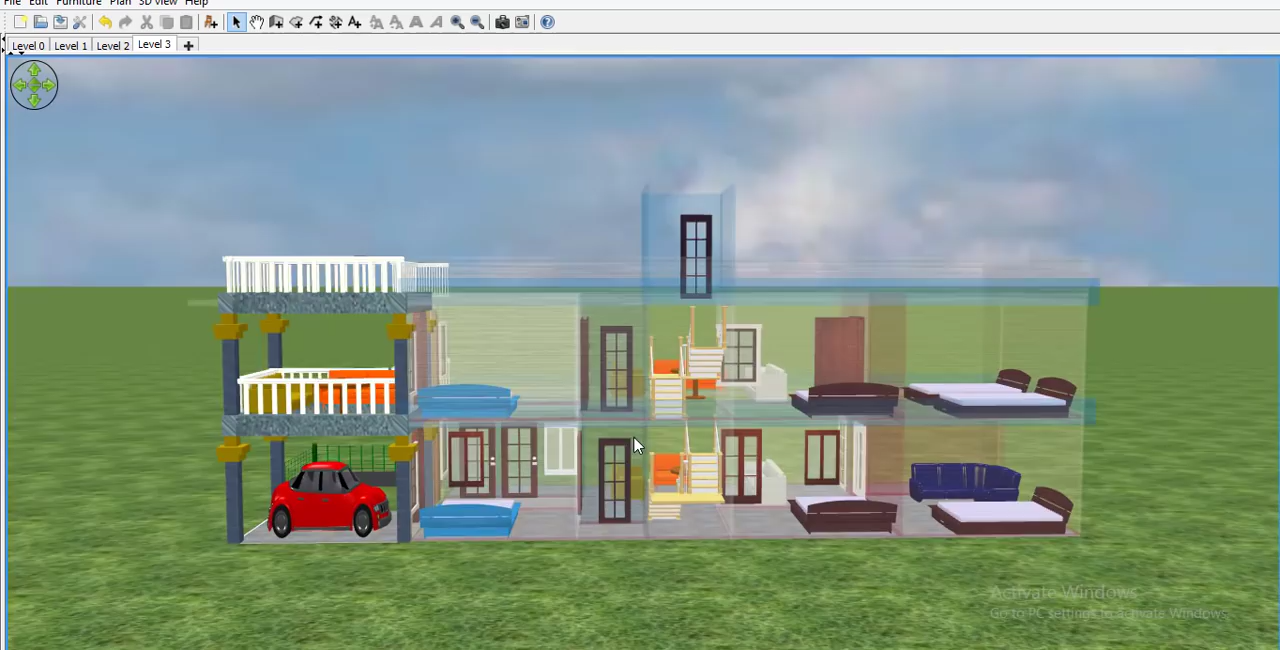 File Edit Furniture Plan 3D view Help
Level 0 Level 1 Level 2 Level 3
Activate Windows
Go to PC settings to activate Windows.